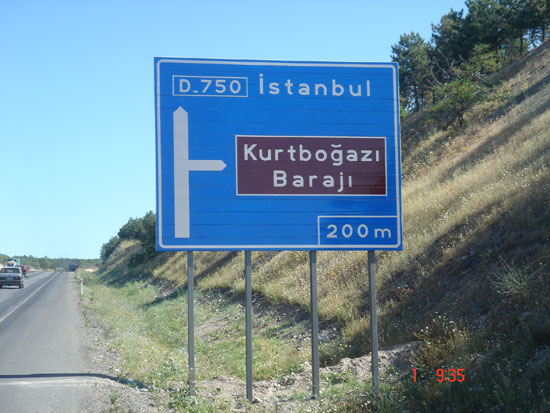 D-750 İstanbul
Kurtboğazı
Barajı
200 m
1 9:35